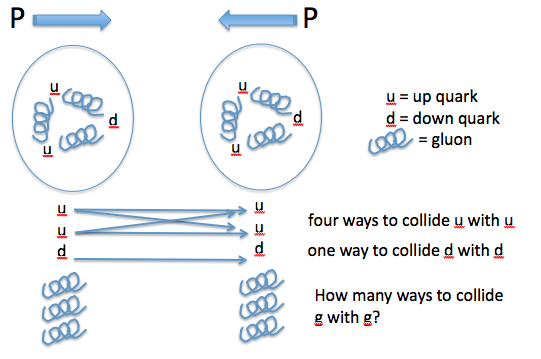 P P
u u
d d
u u
u = up quark
d = down quark
= gluon
u u
u u
d d
four ways to collide u with u
one way to collide d with d
How many ways to collide
g with g?